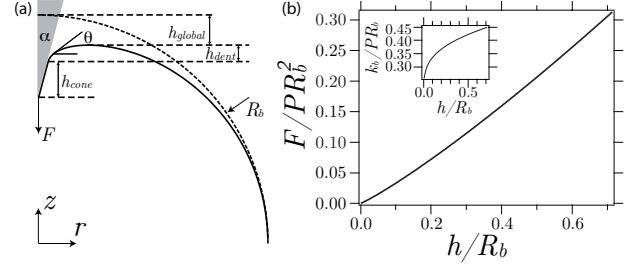 (a)
α
θ
h_global
h_dent
h_cone
R_b
F
z
r
(b)
F/PR_b^2
0.30
0.25
0.20
0.15
0.10
0.05
0.00
0.0 0.2 0.4 0.6
h/R_b
k_b/PR_b
0.45
0.40
0.35
0.30
0.0 0.5
h/R_b